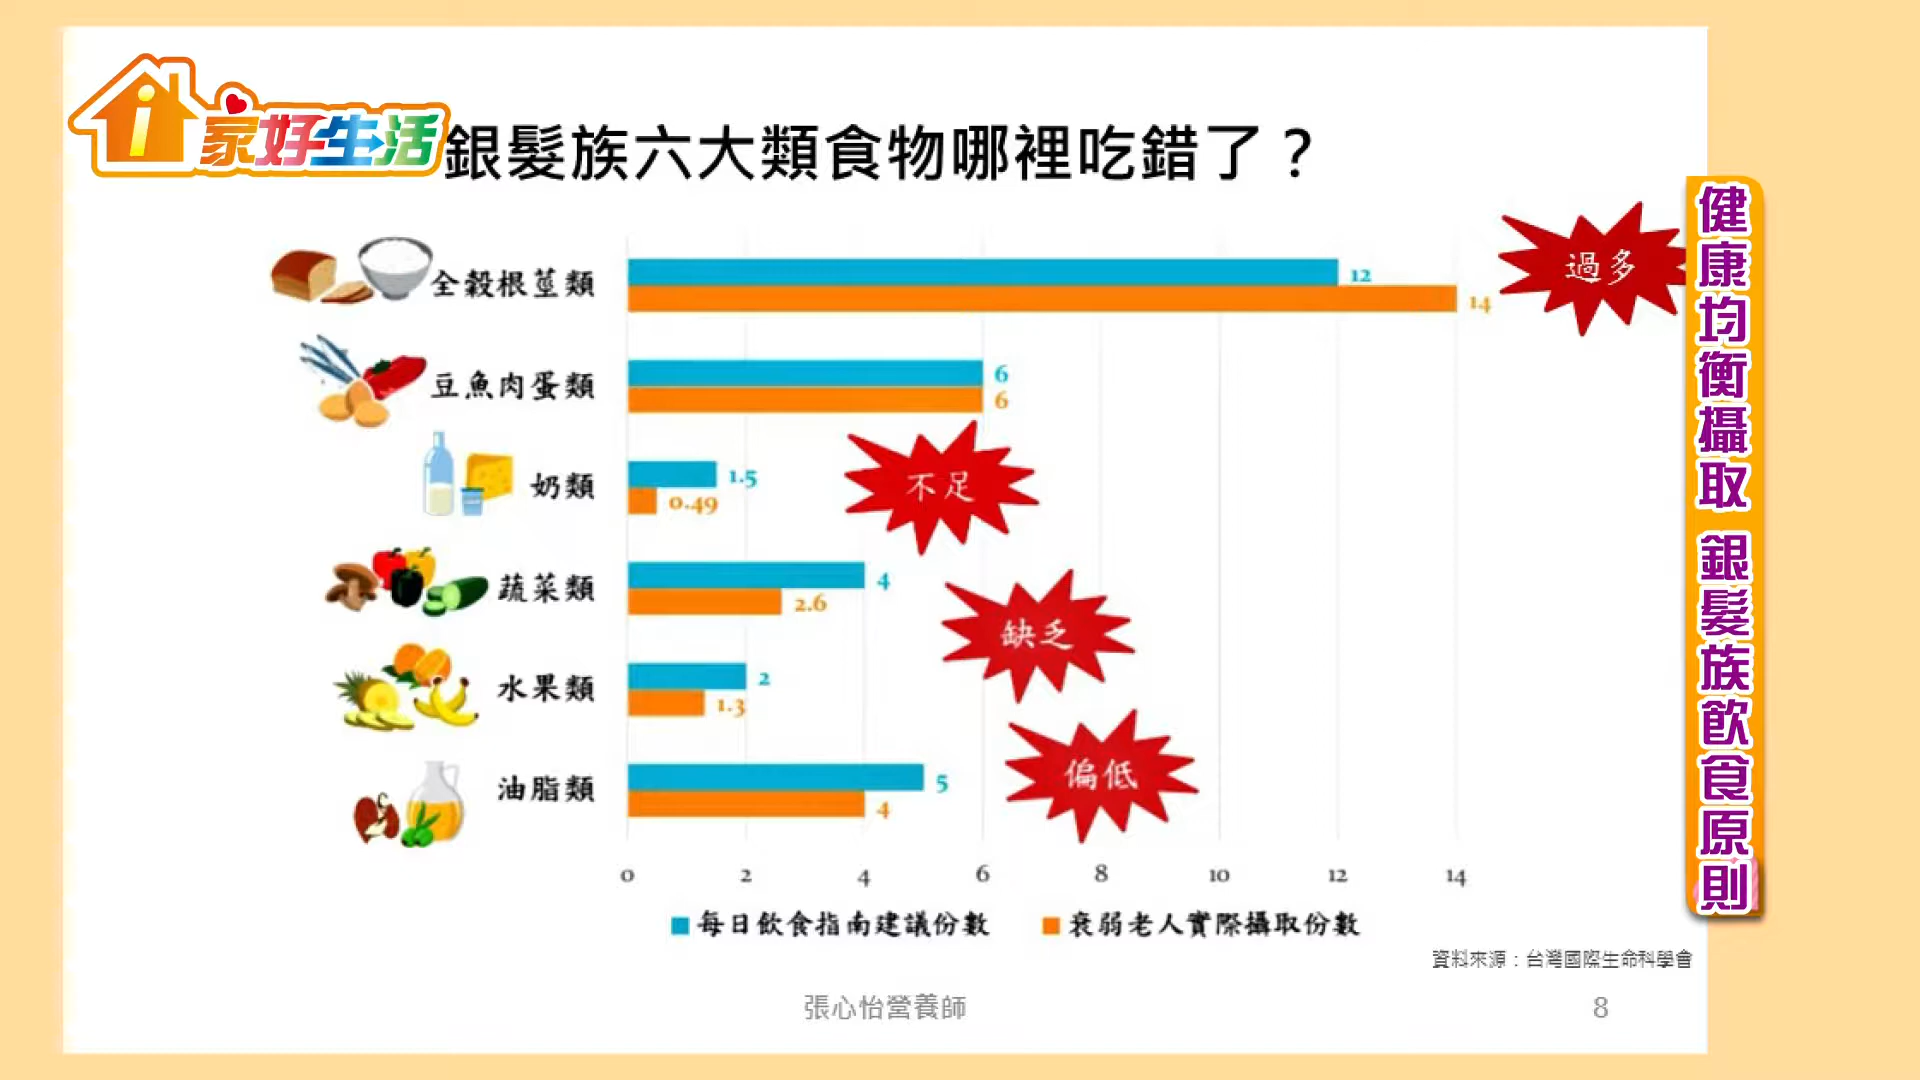 i家好生活
銀髮族六大類食物哪裡吃錯了？
全穀根莖類
12
14
過多
豆魚肉蛋類
6
6
奶類
1.5
0.49
不足
蔬菜類
4
2.6
缺乏
水果類
2
1.3
油脂類
5
4
偏低
0 2 4 6 8 10 12 14
每日飲食指南建議份數
衰弱老人實際攝取份數
資料來源：台灣國際生命科學會
張心怡營養師
8
健康均衡攝取 銀髮族飲食原則